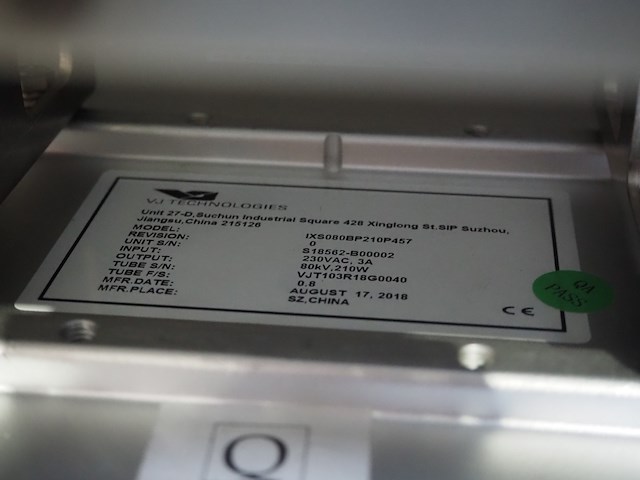 VJ TECHNOLOGIES
Unit 27-D,Suchun Industrial Square 428 Xinglong St.SIP Suzhou,
Jiangsu,China 215126
MODEL: IXS080BP210P457
REVISION: 0
UNIT S/N: S18562-B00002
INPUT: 230VAC, 3A
OUTPUT: 80kV,210W
TUBE S/N: VJT103R18G0040
TUBE F/S: 0.8
MFR.DATE: AUGUST 17, 2018
MFR.PLACE: SZ,CHINA
CE
QA
PASS
Q